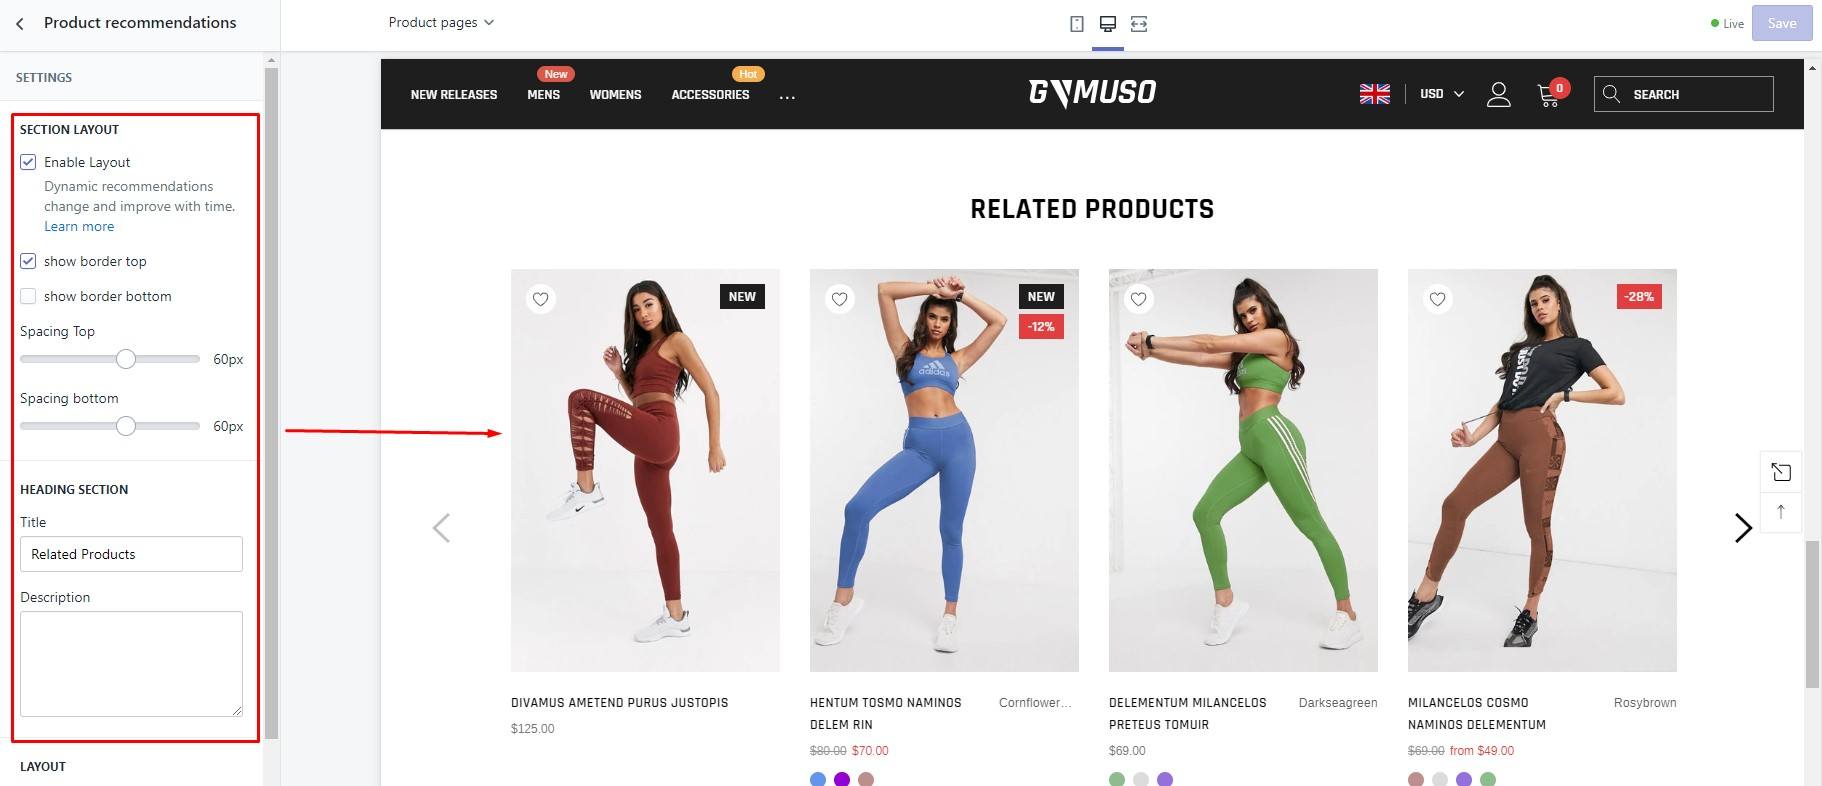 Product recommendations
Product pages
Live
Save
SETTINGS
SECTION LAYOUT
Enable Layout
Dynamic recommendations
change and improve with time.
Learn more
show border top
show border bottom
Spacing Top
60px
Spacing bottom
60px
HEADING SECTION
Title
Related Products
Description
LAYOUT
New
Hot
NEW RELEASES
MENS
WOMENS
ACCESSORIES
...
USD
0
SEARCH
RELATED PRODUCTS
NEW
NEW
-12%
-28%
adidas
DIVAMUS AMETEND PURUS JUSTOPIS
$125.00
HENTUM TOSMO NAMINOS
DELEM RIN
Cornflower...
$80.00 $70.00
DELEMENTUM MILANCELOS
PRETEUS TOMUIR
Darkseagreen
$69.00
MILANCELOS COSMO
NAMINOS DELEMENTUM
Rosybrown
$69.00 from $49.00